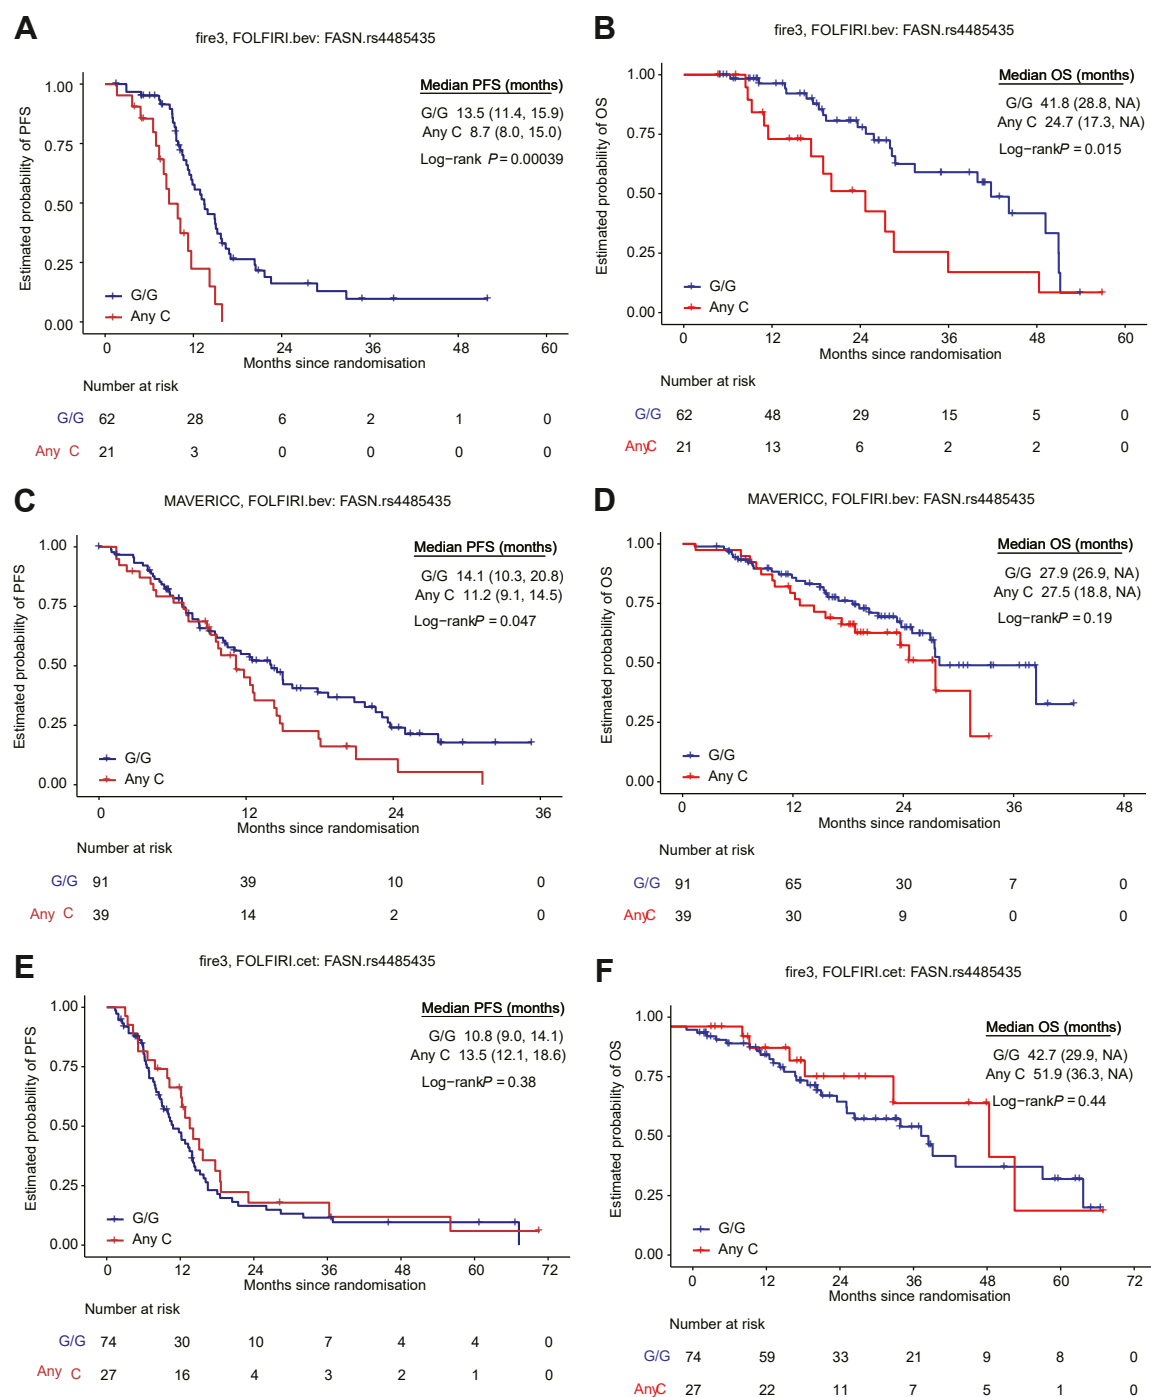 A
fire3, FOLFIRI.bev: FASN.rs4485435
Median PFS (months)
G/G 13.5 (11.4, 15.9)
Any C 8.7 (8.0, 15.0)
Log−rank P = 0.00039
Estimated probability of PFS
1.00
0.75
0.50
0.25
0.00
G/G
Any C
0 12 24 36 48 60
Months since randomisation
Number at risk
G/G 62 28 6 2 1 0
Any C 21 3 0 0 0 0
B
fire3, FOLFIRI.bev: FASN.rs4485435
Median OS (months)
G/G 41.8 (28.8, NA)
Any C 24.7 (17.3, NA)
Log−rankP = 0.015
Estimated probability of OS
1.00
0.75
0.50
0.25
0.00
G/G
Any C
0 12 24 36 48 60
Months since randomisation
Number at risk
G/G 62 48 29 15 5 0
AnyC 21 13 6 2 2 0
C
MAVERICC, FOLFIRI.bev: FASN.rs4485435
Median PFS (months)
G/G 14.1 (10.3, 20.8)
Any C 11.2 (9.1, 14.5)
Log−rankP = 0.047
Estimated probability of PFS
1.00
0.75
0.50
0.25
0.00
G/G
Any C
0 12 24 36
Months since randomisation
Number at risk
G/G 91 39 10 0
Any C 39 14 2 0
D
MAVERICC, FOLFIRI.bev: FASN.rs4485435
Median OS (months)
G/G 27.9 (26.9, NA)
Any C 27.5 (18.8, NA)
Log−rankP = 0.19
Estimated probability of OS
1.00
0.75
0.50
0.25
0.00
G/G
Any C
0 12 24 36 48
Months since randomisation
Number at risk
G/G 91 65 30 7 0
AnyC 39 30 9 0 0
E
fire3, FOLFIRI.cet: FASN.rs4485435
Median PFS (months)
G/G 10.8 (9.0, 14.1)
Any C 13.5 (12.1, 18.6)
Log−rankP = 0.38
Estimated probability of PFS
1.00
0.75
0.50
0.25
0.00
G/G
Any C
0 12 24 36 48 60 72
Months since randomisation
Number at risk
G/G 74 30 10 7 4 4 0
Any C 27 16 4 3 2 1 0
F
fire3, FOLFIRI.cet: FASN.rs4485435
Median OS (months)
G/G 42.7 (29.9, NA)
Any C 51.9 (36.3, NA)
Log−rankP = 0.44
Estimated probability of OS
1.00
0.75
0.50
0.25
0.00
G/G
Any C
0 12 24 36 48 60 72
Months since randomisation
Number at risk
G/G 74 59 33 21 9 8 0
AnyC 27 22 11 7 5 1 0